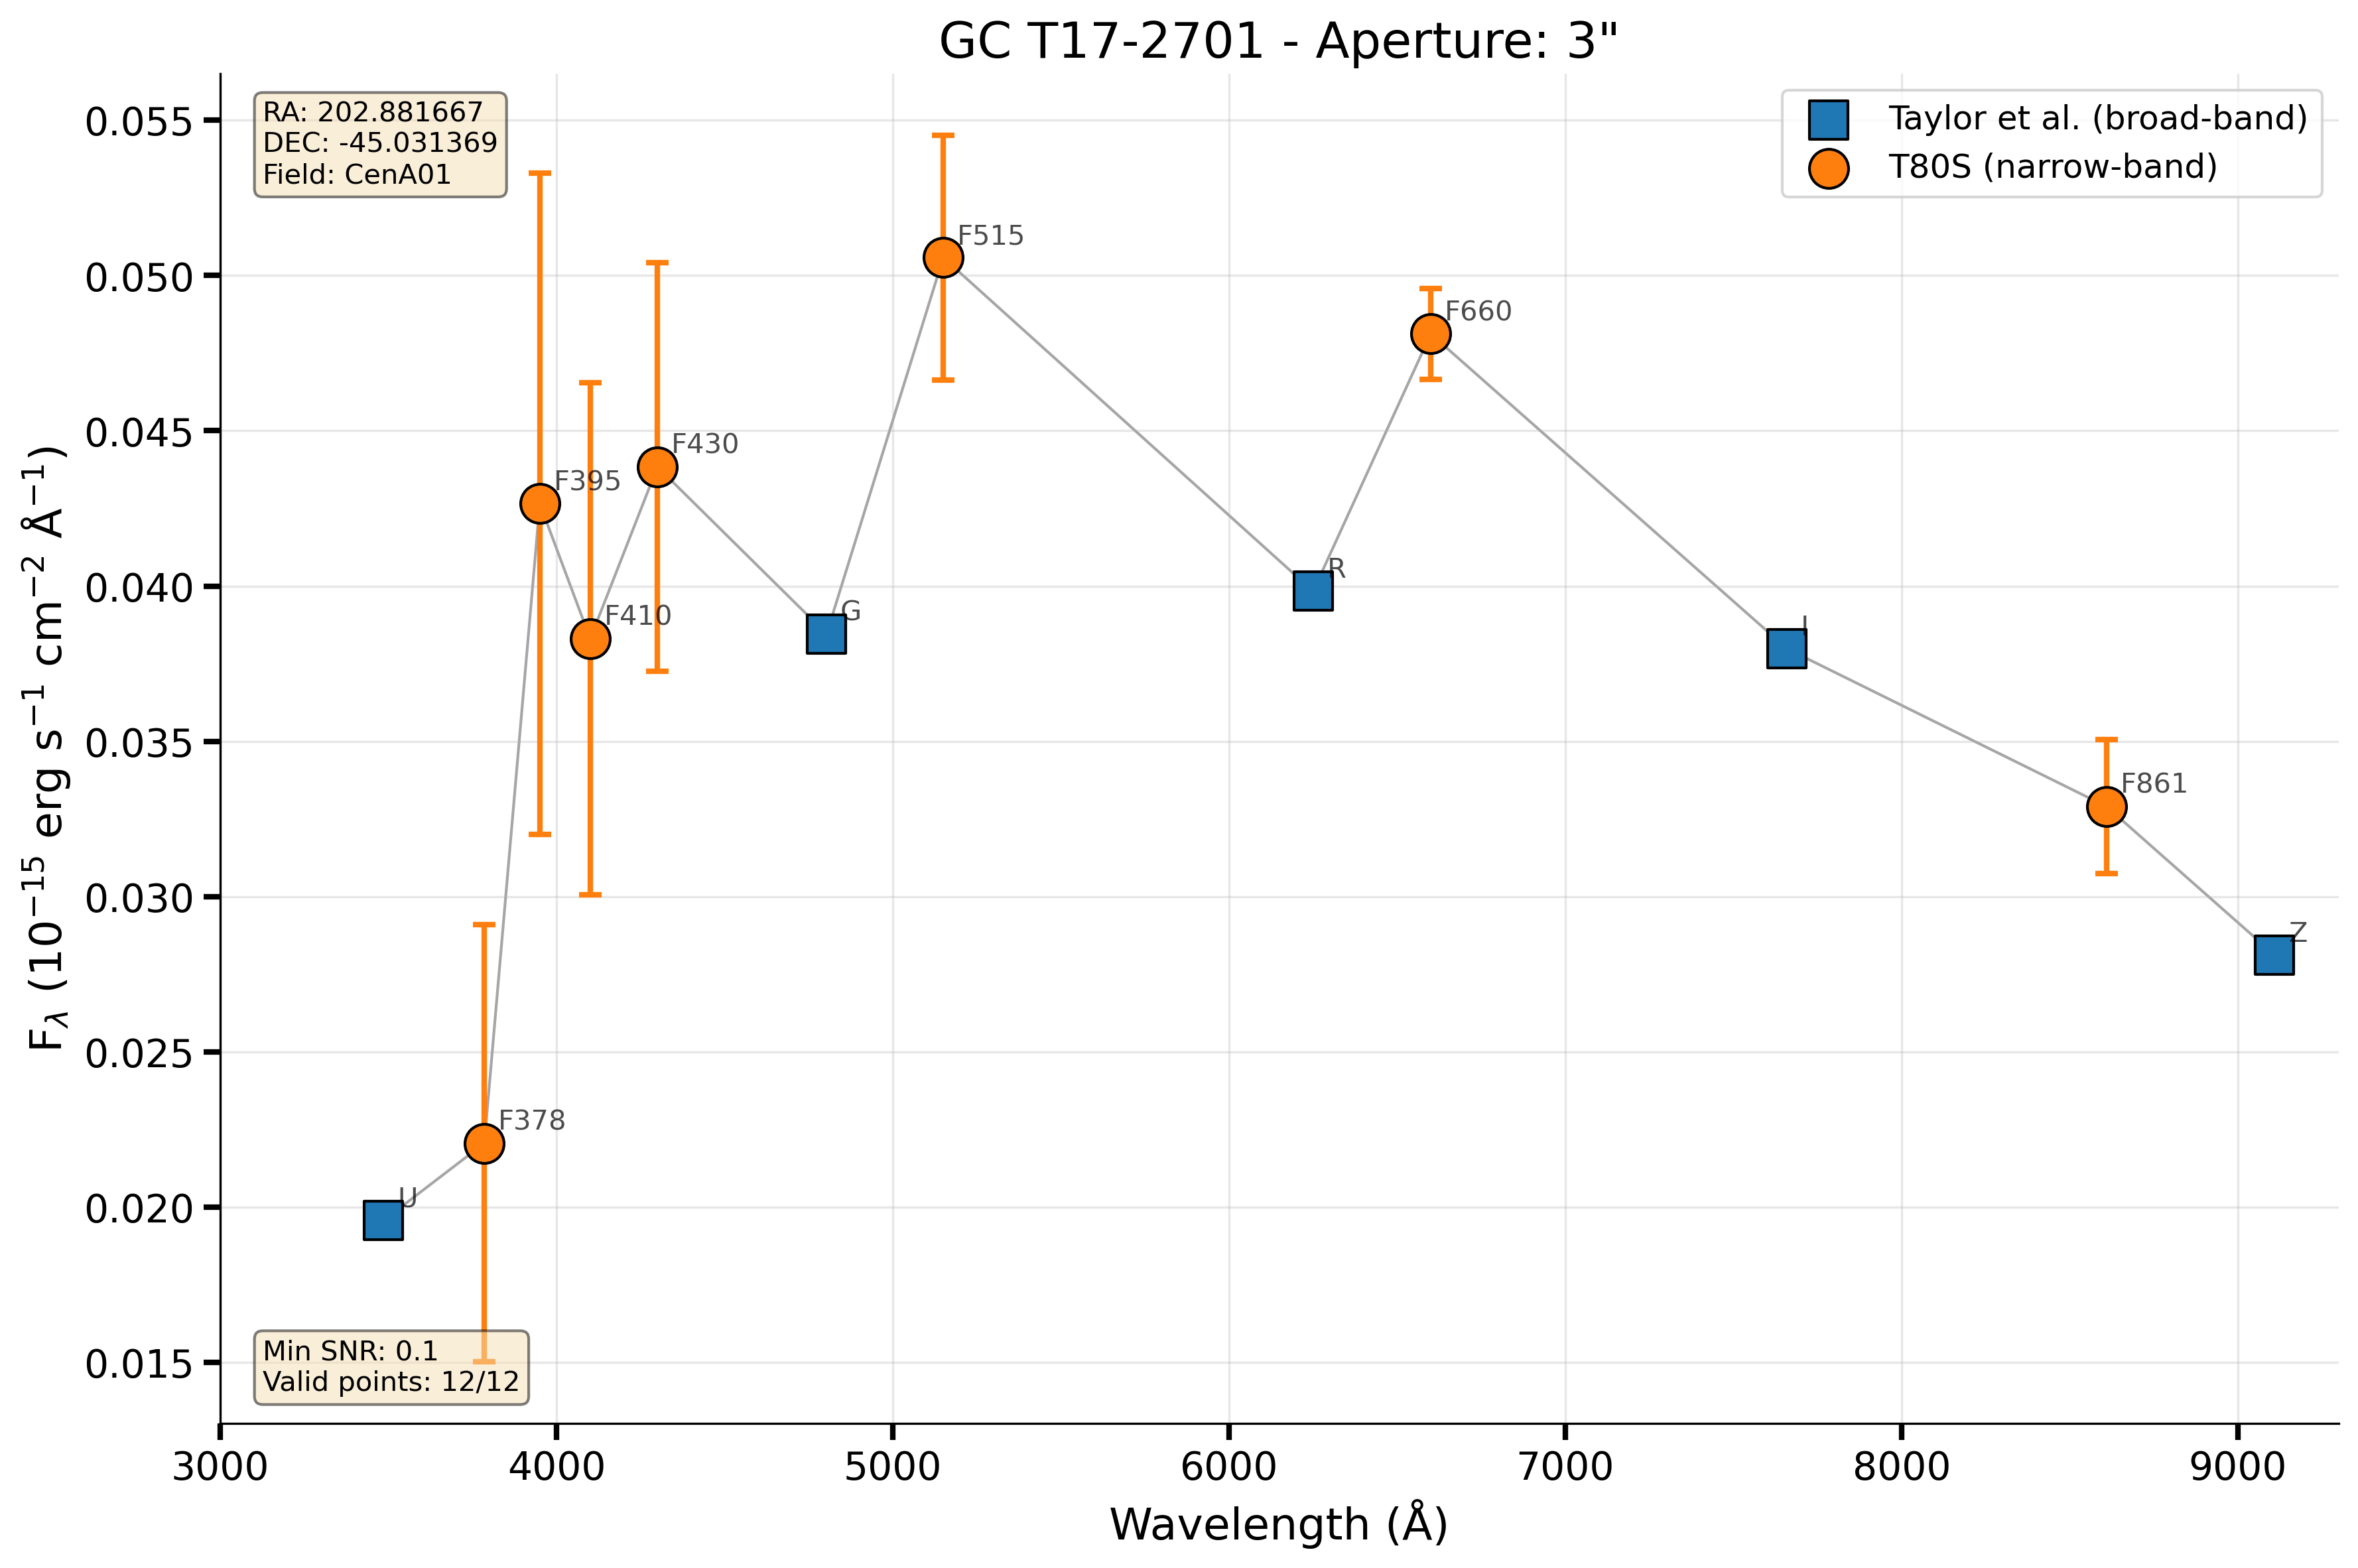 GC T17-2701 - Aperture: 3"
RA: 202.881667
DEC: -45.031369
Field: CenA01
Taylor et al. (broad-band)
T80S (narrow-band)
0.055
0.050
0.045
0.040
0.035
0.030
0.025
0.020
0.015
F515
F660
F430
F395
R
F410
G
I
F861
Z
F378
U
Min SNR: 0.1
Valid points: 12/12
3000 4000 5000 6000 7000 8000 9000
Wavelength (Å)
Fλ (10⁻¹⁵ erg s⁻¹ cm⁻² Å⁻¹)